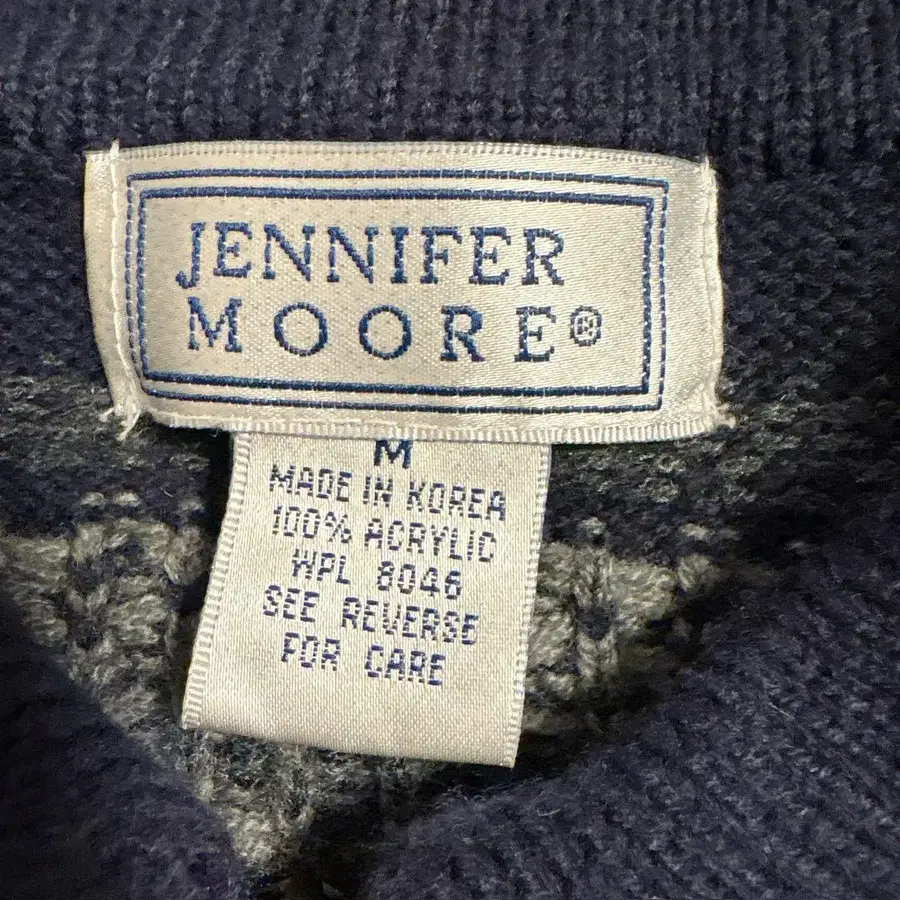 JENNIFER
MOORE®
M
MADE IN KOREA
100% ACRYLIC
WPL 8046
SEE REVERSE
FOR CARE